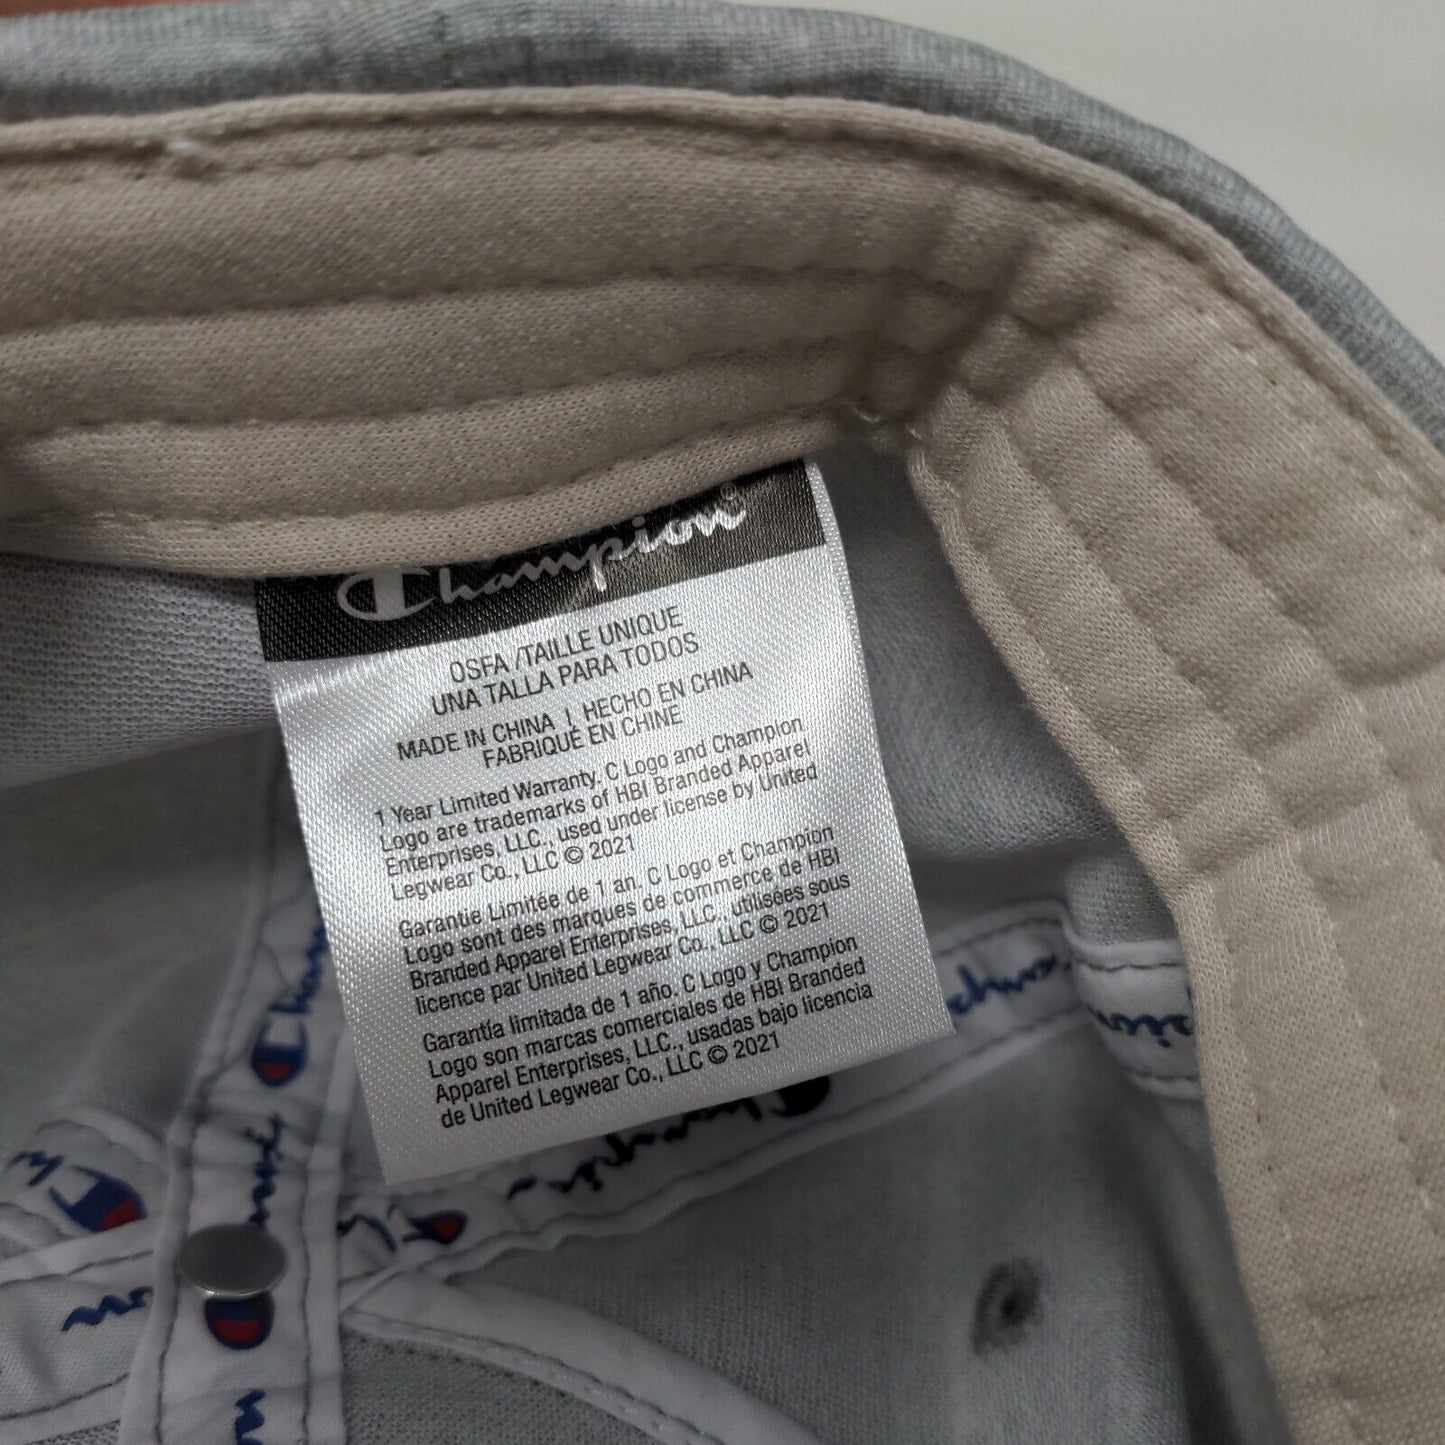 Champion®
OSFA /TAILLE UNIQUE
UNA TALLA PARA TODOS
MADE IN CHINA | HECHO EN CHINA
FABRIQUÉ EN CHINE
1 Year Limited Warranty. C Logo and Champion
Logo are trademarks of HBI Branded Apparel
Enterprises, LLC., used under license by United
Legwear Co., LLC © 2021
Garantie Limitée de 1 an. C Logo et Champion
Logo sont des marques de commerce de HBI
Branded Apparel Enterprises, LLC., utilisées sous
licence par United Legwear Co., LLC © 2021
Garantía limitada de 1 año. C Logo y Champion
Logo son marcas comerciales de HBI Branded
Apparel Enterprises, LLC., usadas bajo licencia
de United Legwear Co., LLC © 2021